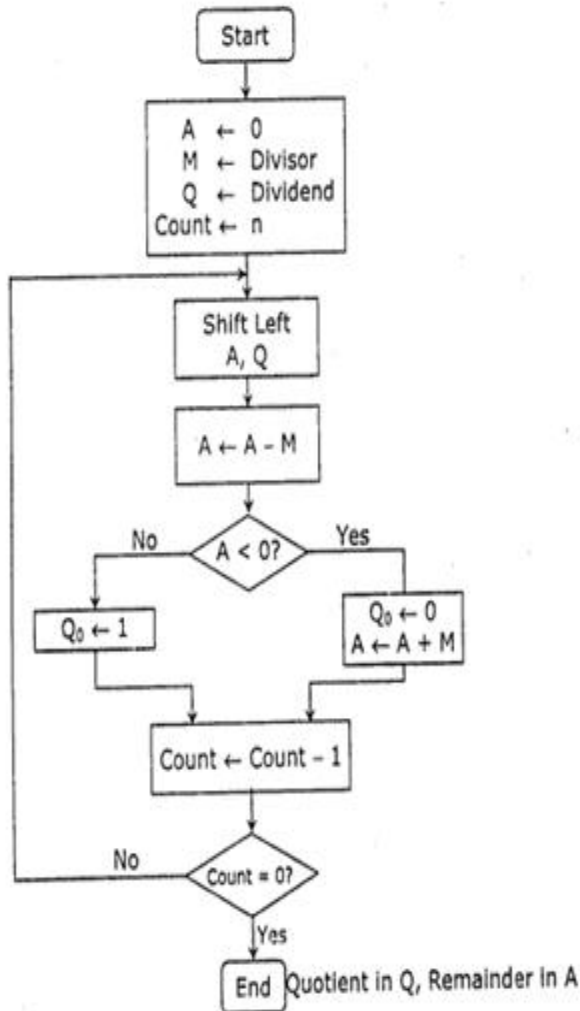 Start
A ← 0
M ← Divisor
Q ← Dividend
Count ← n
Shift Left
A, Q
A ← A – M
A < 0?
No
Yes
Q₀ ← 1
Q₀ ← 0
A ← A + M
Count ← Count – 1
Count = 0?
No
Yes
End
Quotient in Q, Remainder in A